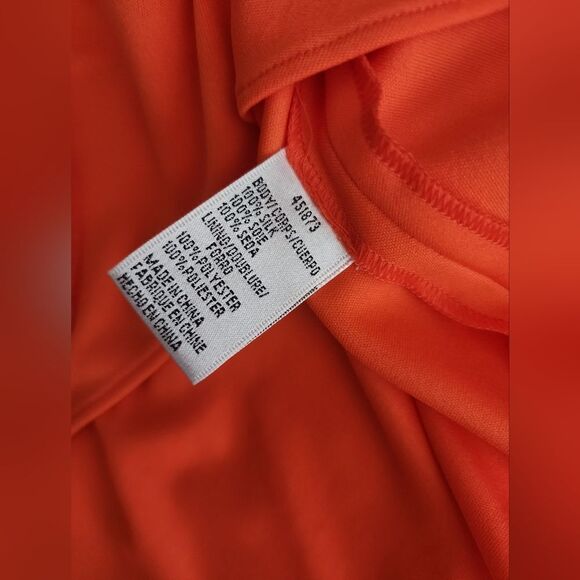 451873
BODY/CORPS/CUERPO
100% SILK
100% SOIE
100% SEDA
LINING/DOUBLURE/
FORRO
100% POLYESTER
100% POLIESTER
MADE IN CHINA
FABRIQUE EN CHINE
HECHO EN CHINA